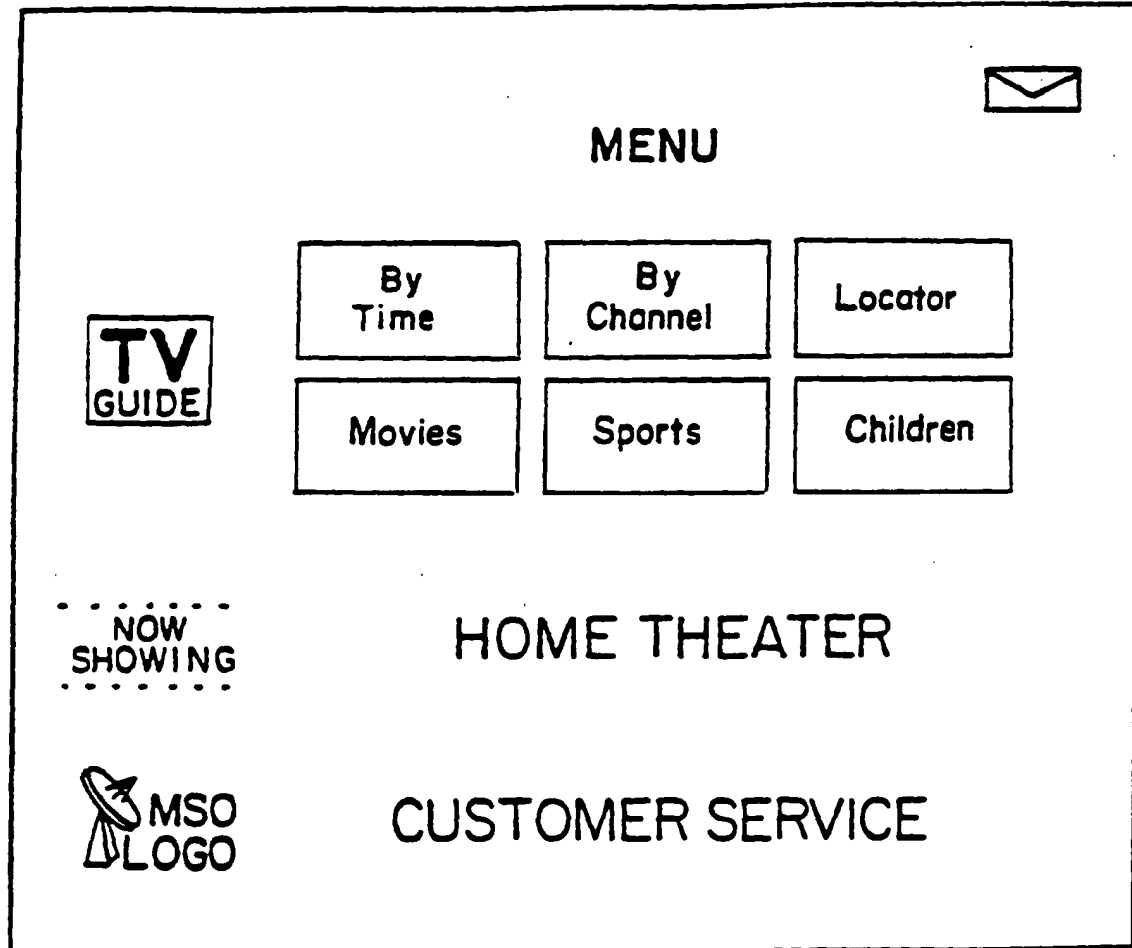 MENU
By
Time
By
Channel
Locator
TV
GUIDE
Movies
Sports
Children
NOW
SHOWING
HOME THEATER
MSO
LOGO
CUSTOMER SERVICE